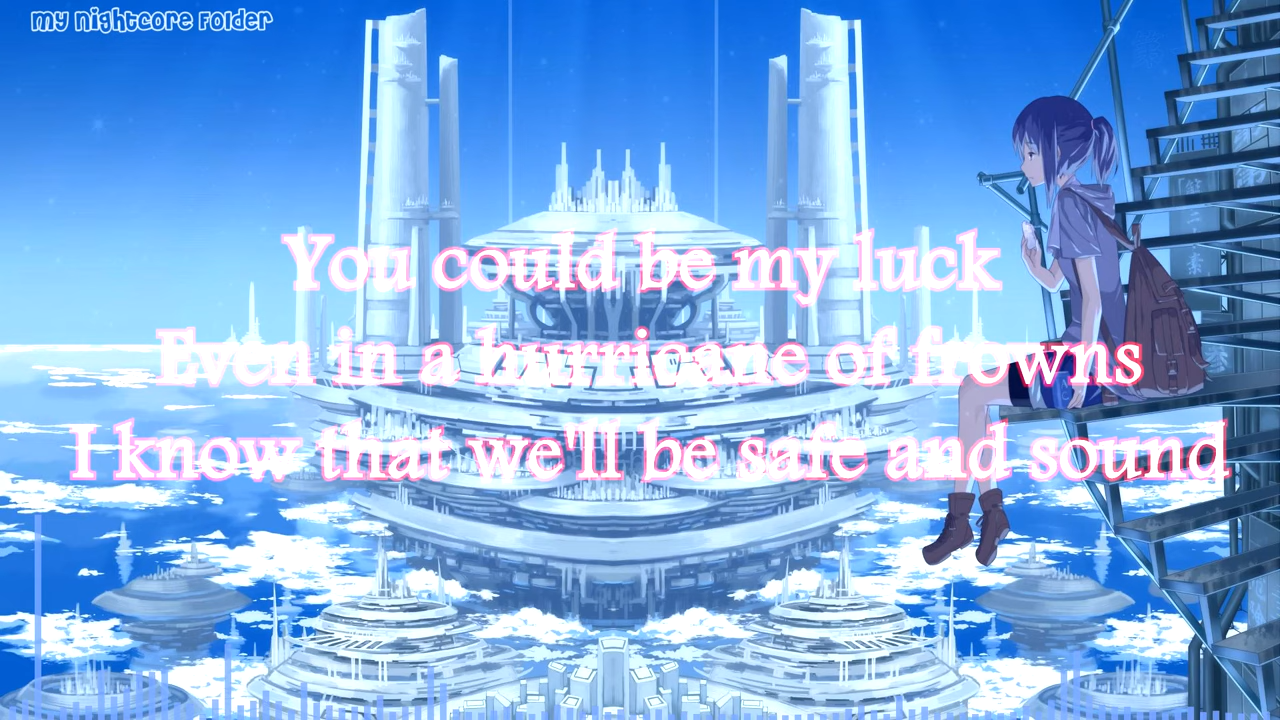 my nightcore folder
You could be my luck
Even in a hurricane of frowns
I know that we'll be safe and sound